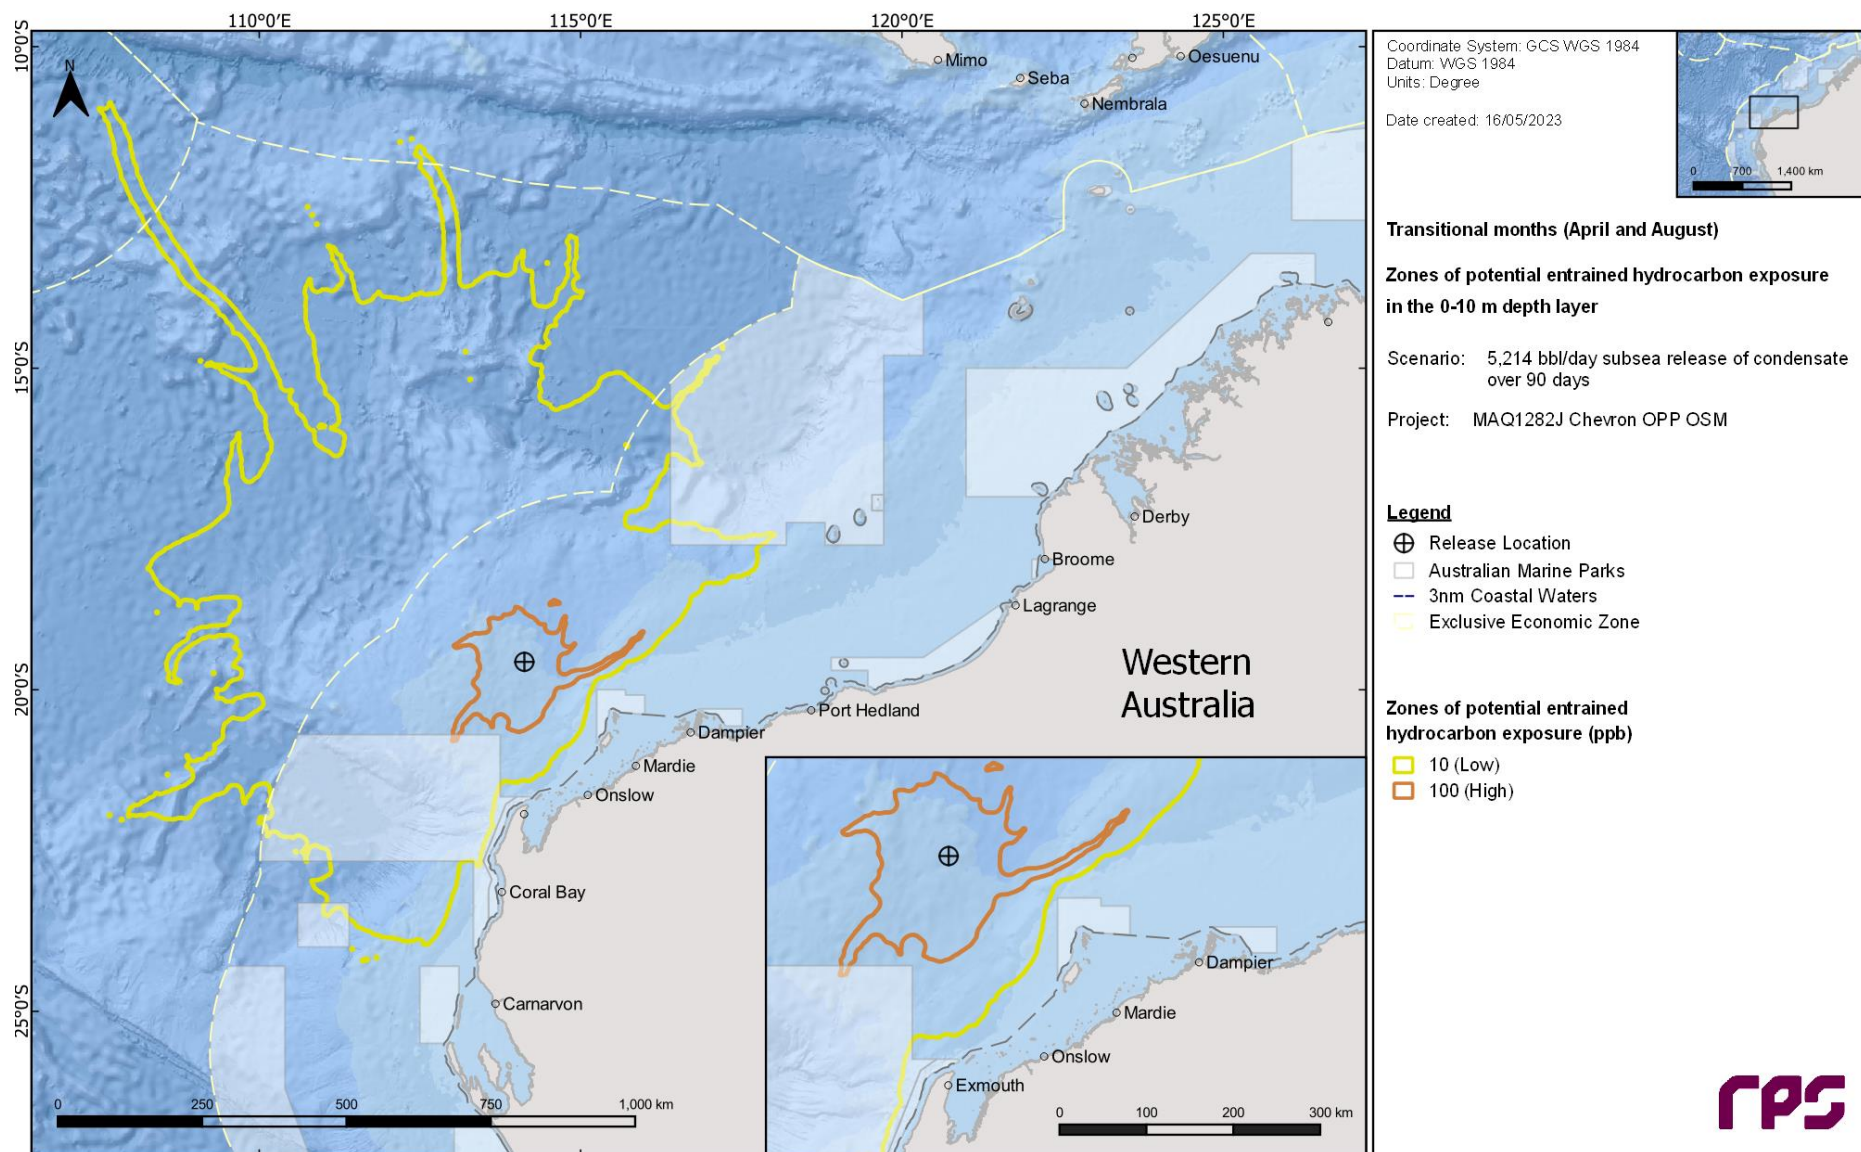 110°0'E 115°0'E 120°0'E 125°0'E
10°0'S
15°0'S
20°0'S
25°0'S
N
Mimo
Seba
Oesuenu
Nembrala
Derby
Broome
Lagrange
Western
Australia
Port Hedland
Dampier
Mardie
Onslow
Coral Bay
Carnarvon
0 250 500 750 1,000 km
Dampier
Mardie
Onslow
Exmouth
0 100 200 300 km
Coordinate System: GCS WGS 1984
Datum: WGS 1984
Units: Degree
Date created: 16/05/2023
0 700 1,400 km
Transitional months (April and August)
Zones of potential entrained hydrocarbon exposure
in the 0-10 m depth layer
Scenario: 5,214 bbl/day subsea release of condensate
over 90 days
Project: MAQ1282J Chevron OPP OSM
Legend
Release Location
Australian Marine Parks
3nm Coastal Waters
Exclusive Economic Zone
Zones of potential entrained
hydrocarbon exposure (ppb)
10 (Low)
100 (High)
rps